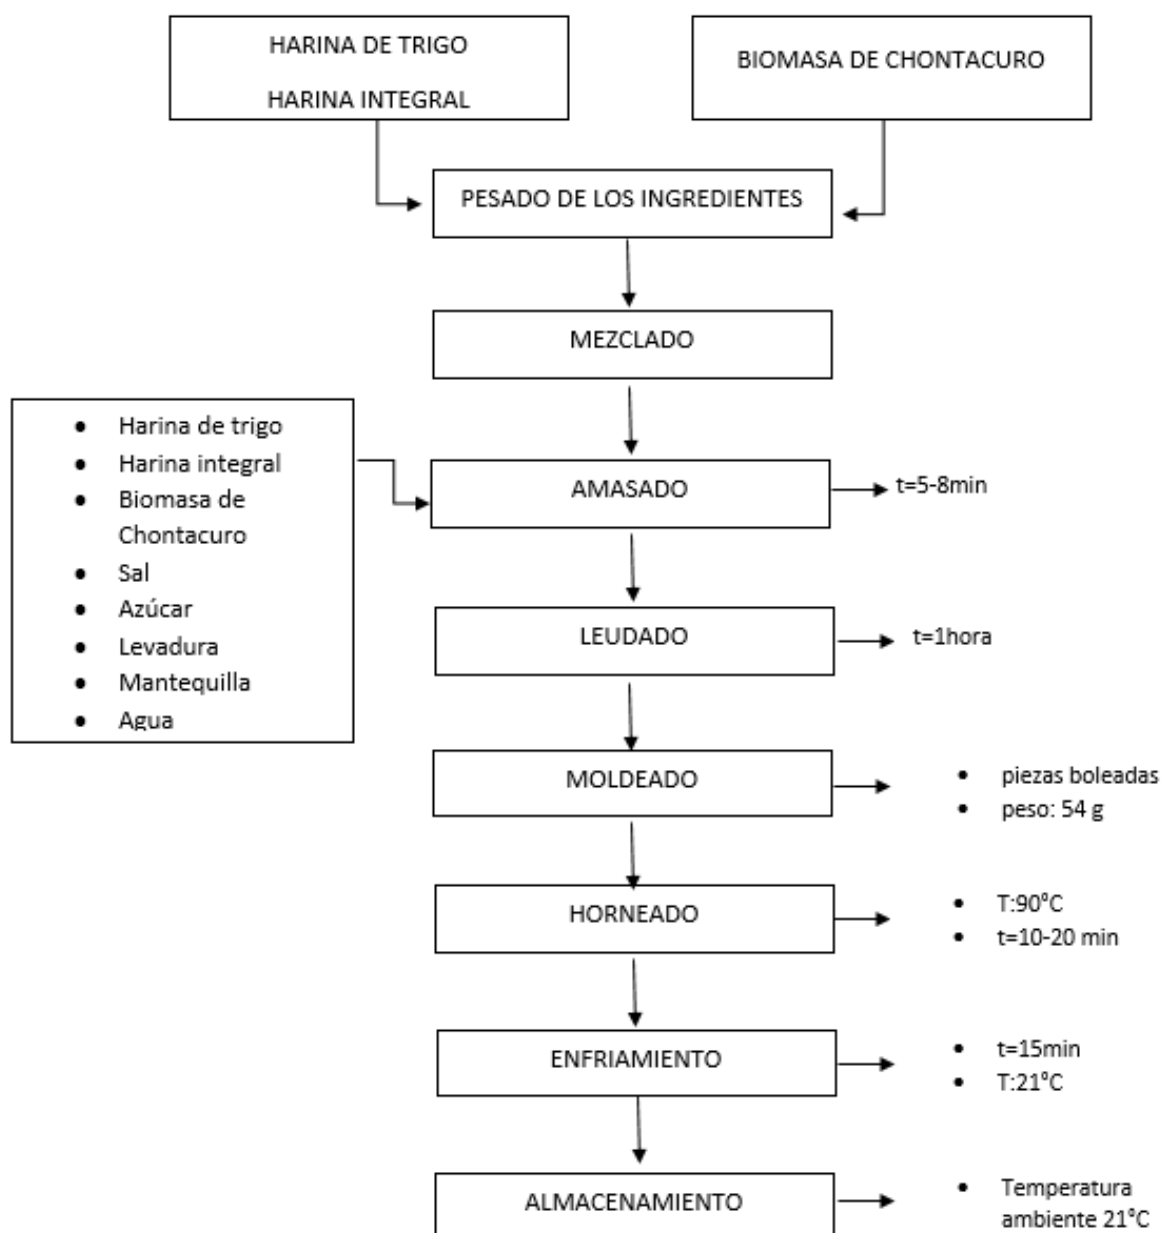 HARINA DE TRIGO
HARINA INTEGRAL
BIOMASA DE CHONTACURO
PESADO DE LOS INGREDIENTES
MEZCLADO
• Harina de trigo
• Harina integral
• Biomasa de
Chontacuro
• Sal
• Azúcar
• Levadura
• Mantequilla
• Agua
AMASADO
t=5-8min
LEUDADO
t=1hora
MOLDEADO
• piezas boleadas
• peso: 54 g
HORNEADO
• T:90°C
• t=10-20 min
ENFRIAMIENTO
• t=15min
• T:21°C
ALMACENAMIENTO
• Temperatura
ambiente 21°C